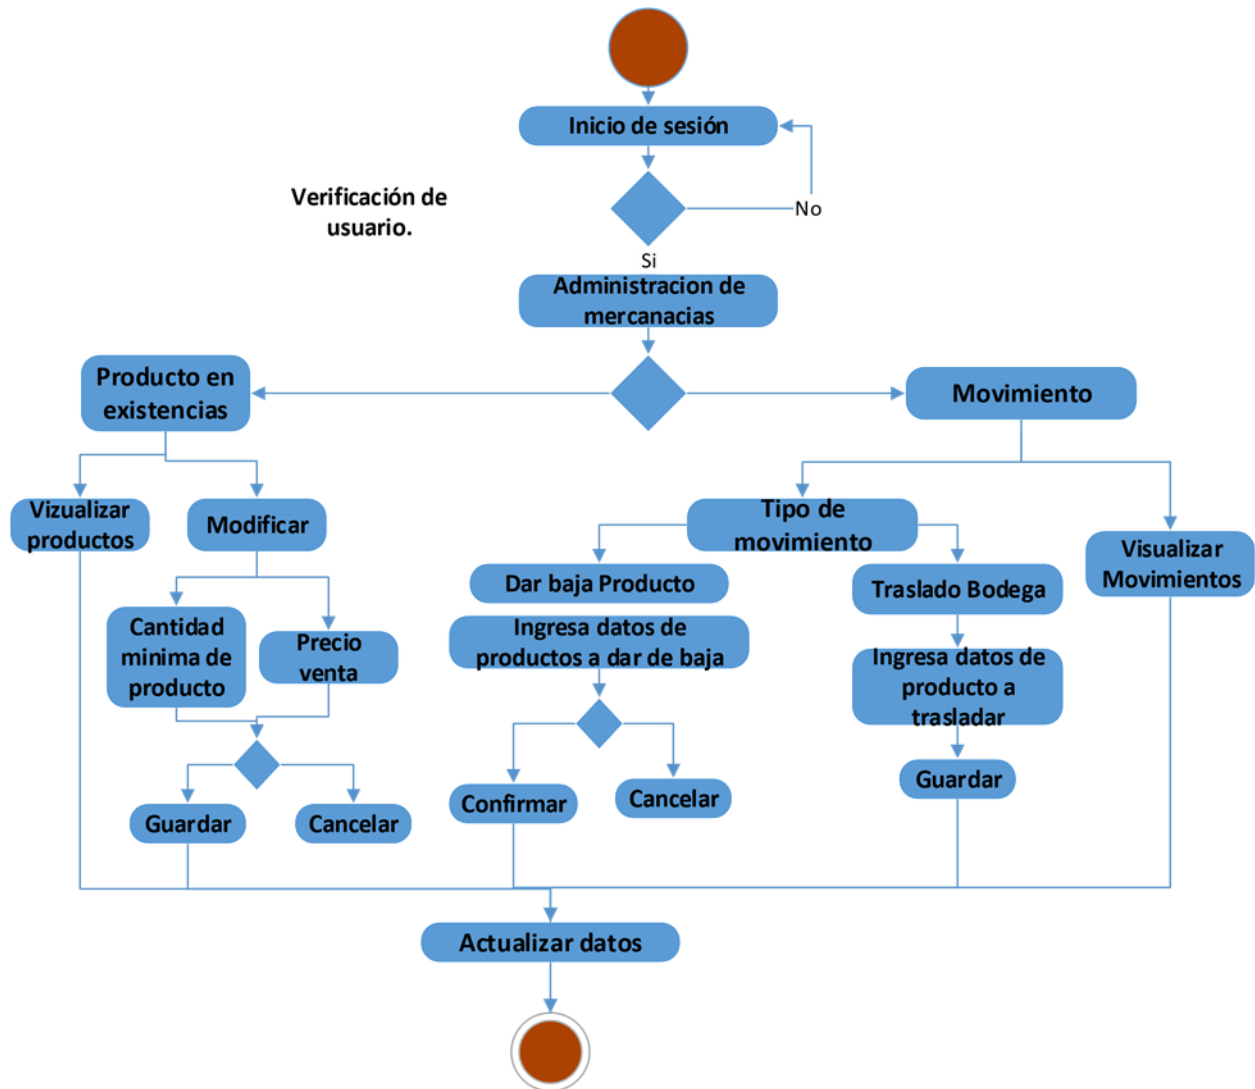 Inicio de sesión
Verificación de
usuario.
No
Si
Administracion de
mercanacias
Producto en
existencias
Movimiento
Vizualizar
productos
Modificar
Tipo de
movimiento
Visualizar
Movimientos
Dar baja Producto
Traslado Bodega
Cantidad
minima de
producto
Precio
venta
Ingresa datos de
productos a dar de baja
Ingresa datos de
producto a
trasladar
Guardar
Cancelar
Confirmar
Cancelar
Guardar
Actualizar datos